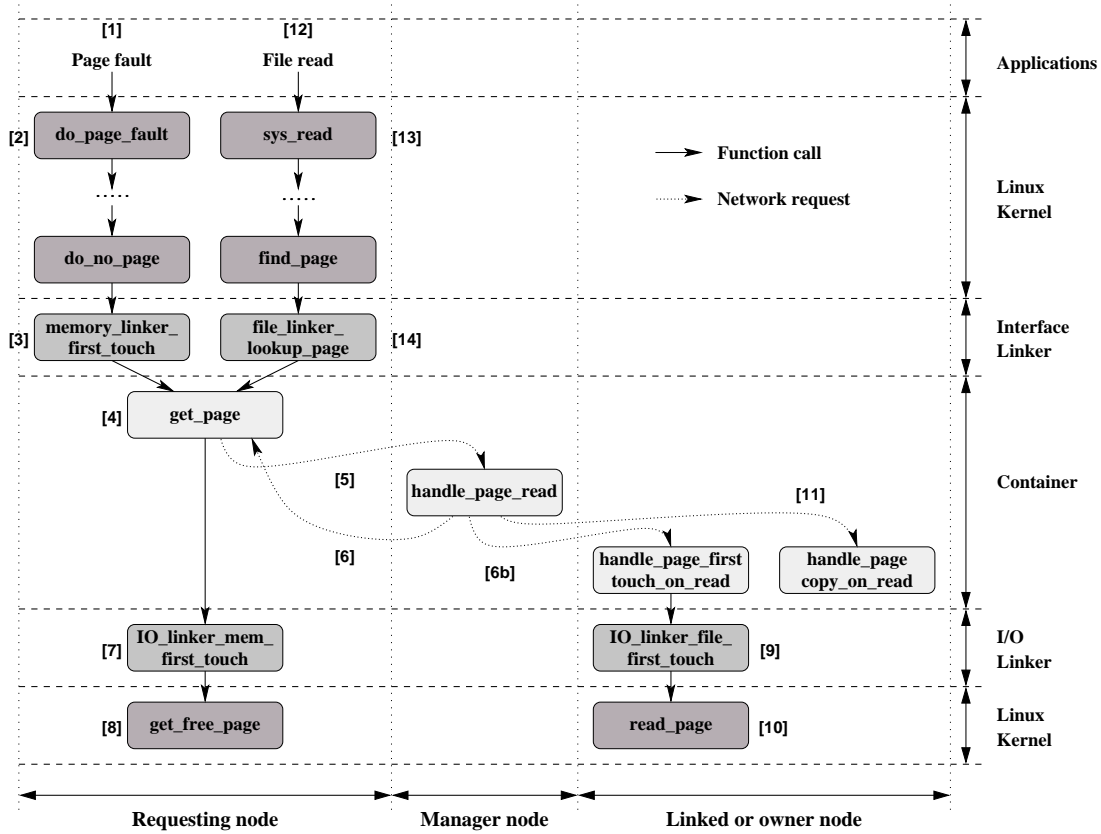 [1]
[12]
Page fault
File read
Applications
[2]
do_page_fault
sys_read
[13]
Function call
.....
.....
Network request
Linux
Kernel
do_no_page
find_page
[3]
memory_linker_
first_touch
file_linker_
lookup_page
[14]
Interface
Linker
[4]
get_page
[5]
handle_page_read
Container
[11]
[6]
[6b]
handle_page_first
touch_on_read
handle_page
copy_on_read
[7]
IO_linker_mem_
first_touch
IO_linker_file_
first_touch
[9]
I/O
Linker
[8]
get_free_page
read_page
[10]
Linux
Kernel
Requesting node
Manager node
Linked or owner node